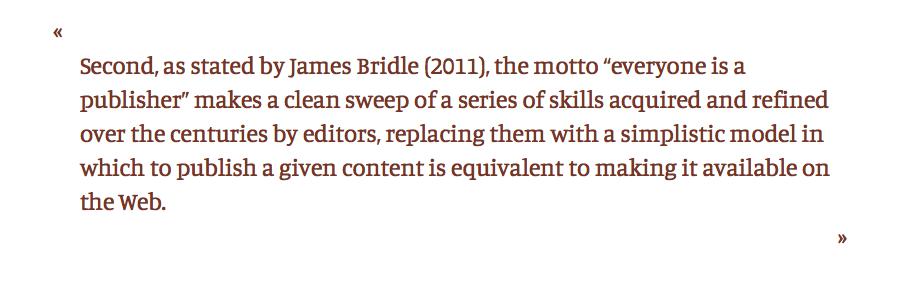 «
Second, as stated by James Bridle (2011), the motto “everyone is a
publisher” makes a clean sweep of a series of skills acquired and refined
over the centuries by editors, replacing them with a simplistic model in
which to publish a given content is equivalent to making it available on
the Web.
»